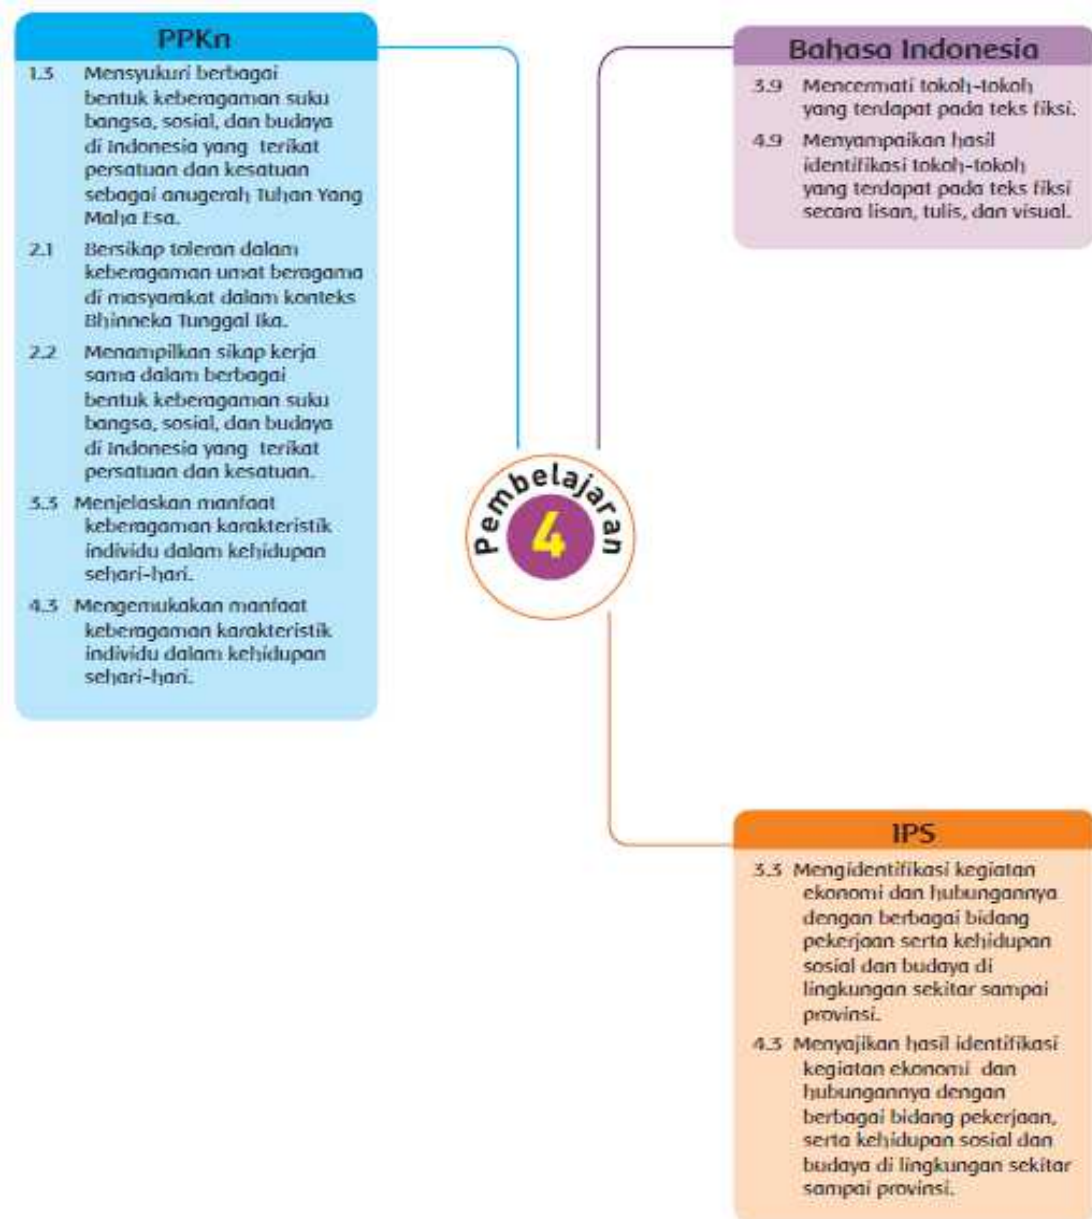 PPKn
1.3 Mensyukuri berbagai
bentuk keberagaman suku
bangsa, sosial, dan budaya
di Indonesia yang terikat
persatuan dan kesatuan
sebagai anugerah Tuhan Yang
Maha Esa.
2.1 Bersikap toleran dalam
keberagaman umat beragama
di masyarakat dalam konteks
Bhinneka Tunggal Ika.
2.2 Menampilkan sikap kerja
sama dalam berbagai
bentuk keberagaman suku
bangsa, sosial, dan budaya
di Indonesia yang terikat
persatuan dan kesatuan.
3.3 Menjelaskan manfaat
keberagaman karakteristik
individu dalam kehidupan
sehari-hari.
4.3 Mengemukakan manfaat
keberagaman karakteristik
individu dalam kehidupan
sehari-hari.
Bahasa Indonesia
3.9 Mencermati tokoh-tokoh
yang terdapat pada teks fiksi.
4.9 Menyampaikan hasil
identifikasi tokoh-tokoh
yang terdapat pada teks fiksi
secara lisan, tulis, dan visual.
Pembelajaran
4
IPS
3.3 Mengidentifikasi kegiatan
ekonomi dan hubungannya
dengan berbagai bidang
pekerjaan serta kehidupan
sosial dan budaya di
lingkungan sekitar sampai
provinsi.
4.3 Menyajikan hasil identifikasi
kegiatan ekonomi dan
hubungannya dengan
berbagai bidang pekerjaan,
serta kehidupan sosial dan
budaya di lingkungan sekitar
sampai provinsi.